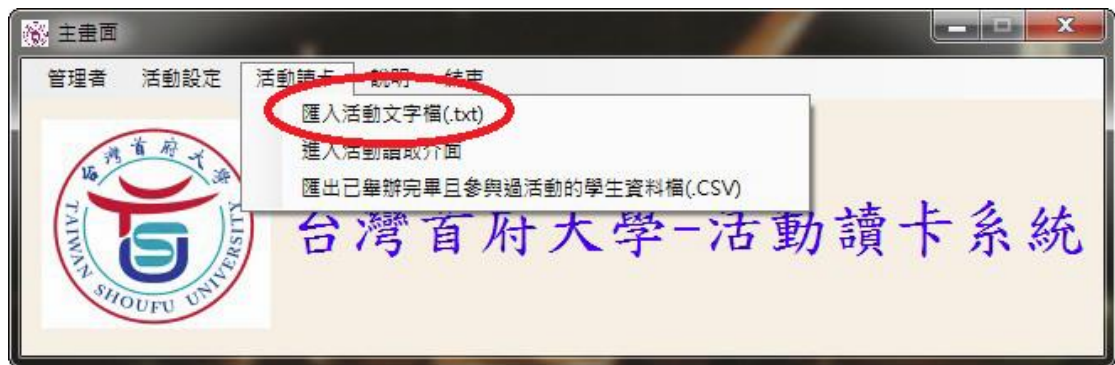 主畫面
管理者 活動設定 活動讀卡 說明 結束
匯入活動文字檔(.txt)
進入活動讀取介面
匯出已舉辦完畢且參與過活動的學生資料檔(.CSV)
台灣首府大學
TAIWAN SHOUFU UNIVERSITY
台灣首府大學-活動讀卡系統